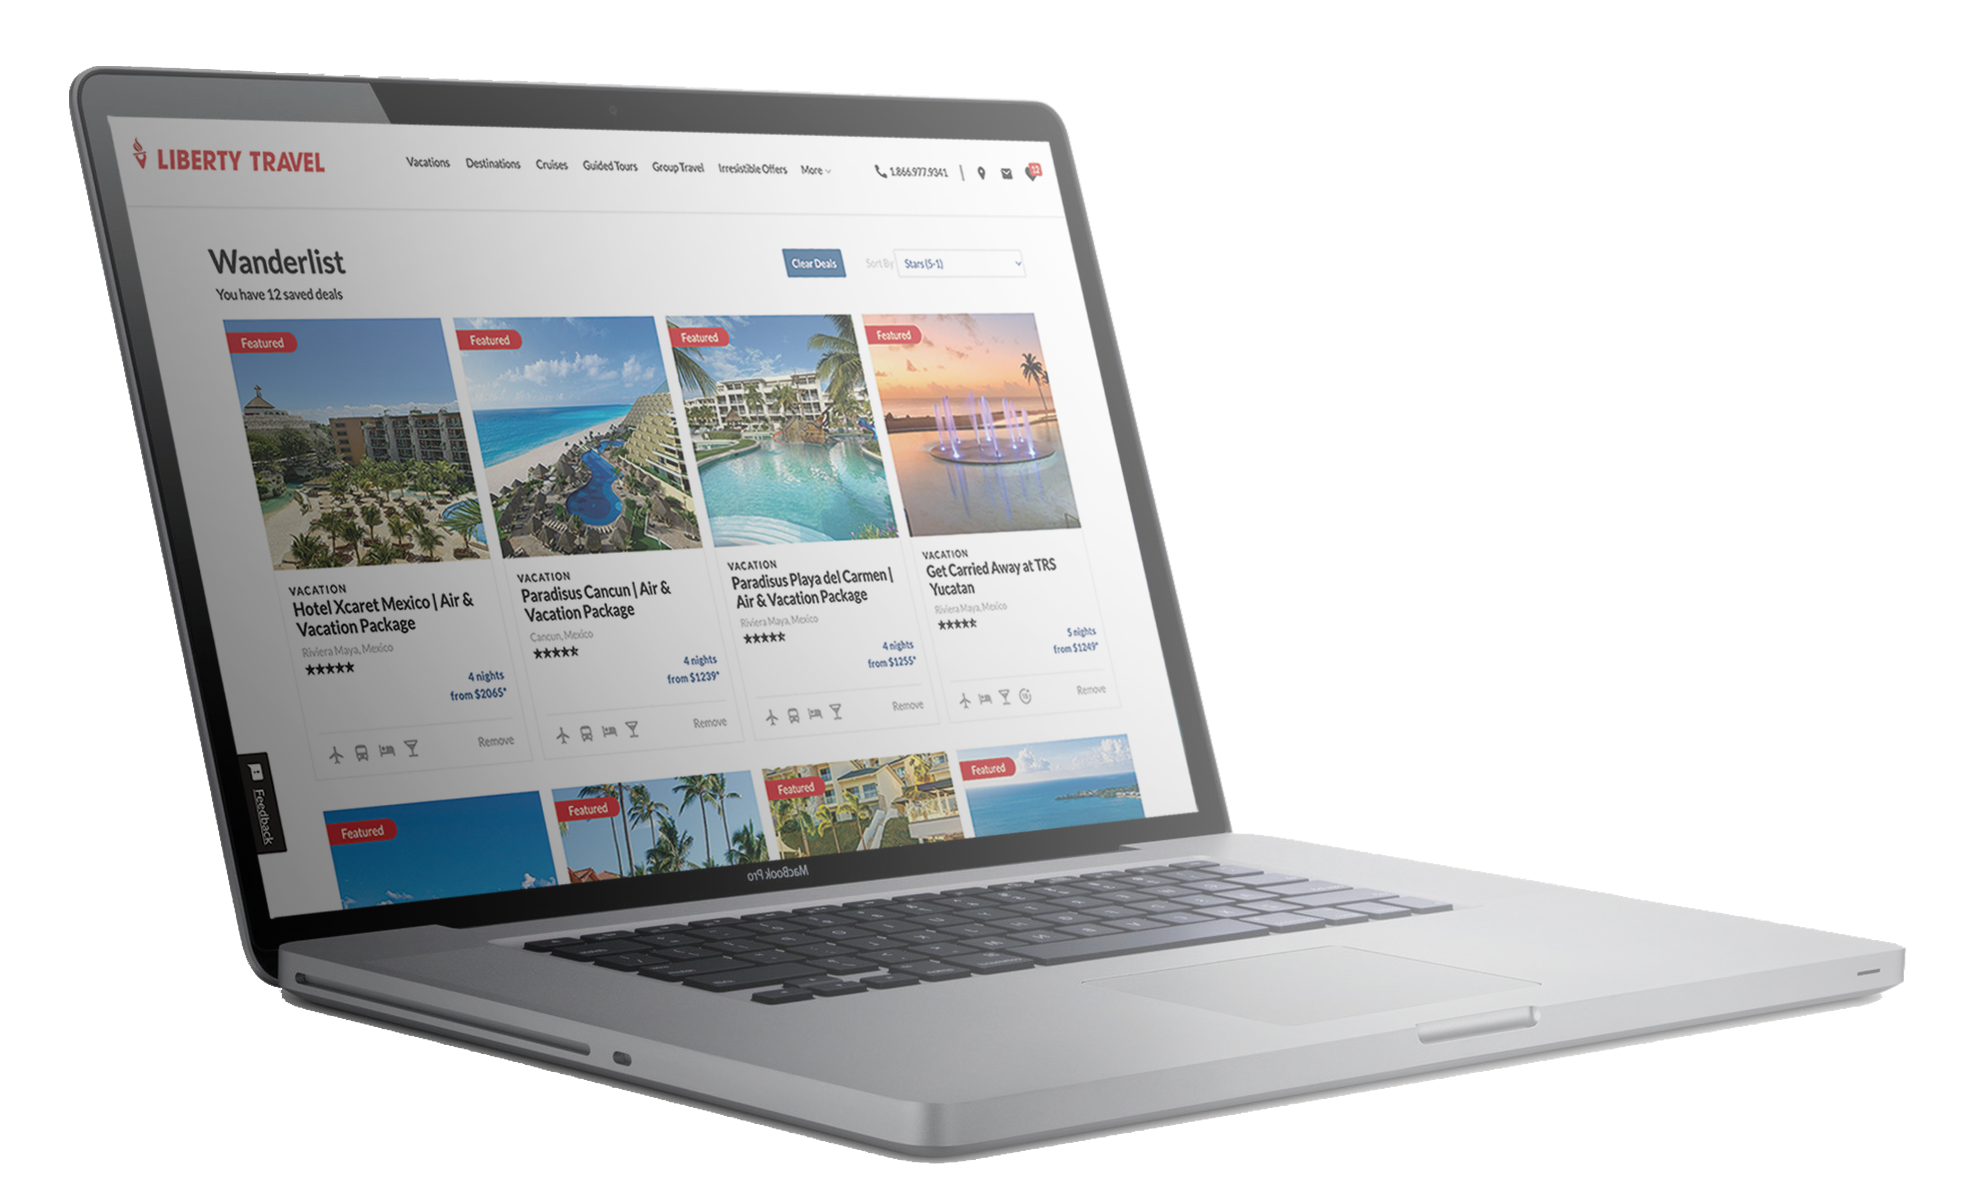 LIBERTY TRAVEL
Vacations Destinations Cruises Guided Tours Group Travel Irresistible Offers More 1.866.977.9341 12
Wanderlist
You have 12 saved deals
Clear Deals Sort By Stars (5-1)
Featured Featured Featured Featured
VACATION
Hotel Xcaret Mexico | Air &
Vacation Package
Riviera Maya, Mexico
4 nights
from $2065*
Remove
VACATION
Paradisus Cancun | Air &
Vacation Package
Cancun, Mexico
4 nights
from $1239*
Remove
VACATION
Paradisus Playa del Carmen |
Air & Vacation Package
Riviera Maya, Mexico
4 nights
from $1255*
Remove
VACATION
Get Carried Away at TRS
Yucatan
Riviera Maya, Mexico
5 nights
from $1249*
Remove
Feedback
Featured Featured Featured Featured
MacBook Pro